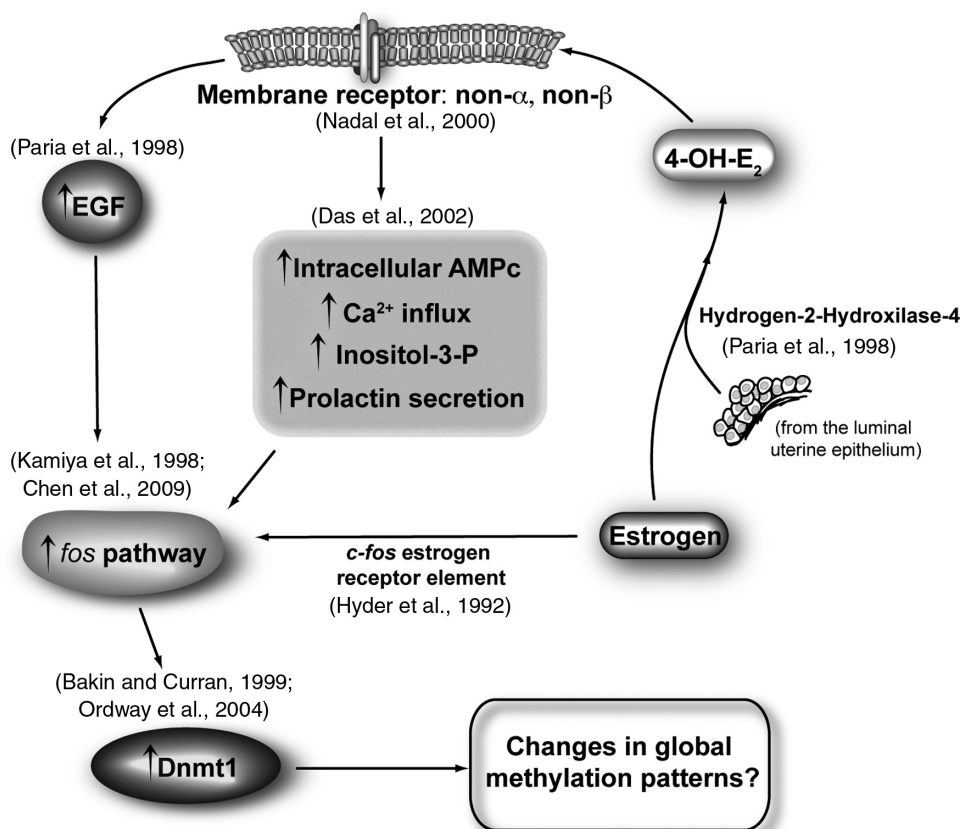 Membrane receptor: non-α, non-β
(Nadal et al., 2000)
(Paria et al., 1998)
↑EGF
4-OH-E₂
(Das et al., 2002)
↑Intracellular AMPc
↑ Ca²⁺ influx
↑ Inositol-3-P
↑Prolactin secretion
Hydrogen-2-Hydroxilase-4
(Paria et al., 1998)
(from the luminal
uterine epithelium)
(Kamiya et al., 1998;
Chen et al., 2009)
↑ fos pathway
Estrogen
c-fos estrogen
receptor element
(Hyder et al., 1992)
(Bakin and Curran, 1999;
Ordway et al., 2004)
↑Dnmt1
Changes in global
methylation patterns?